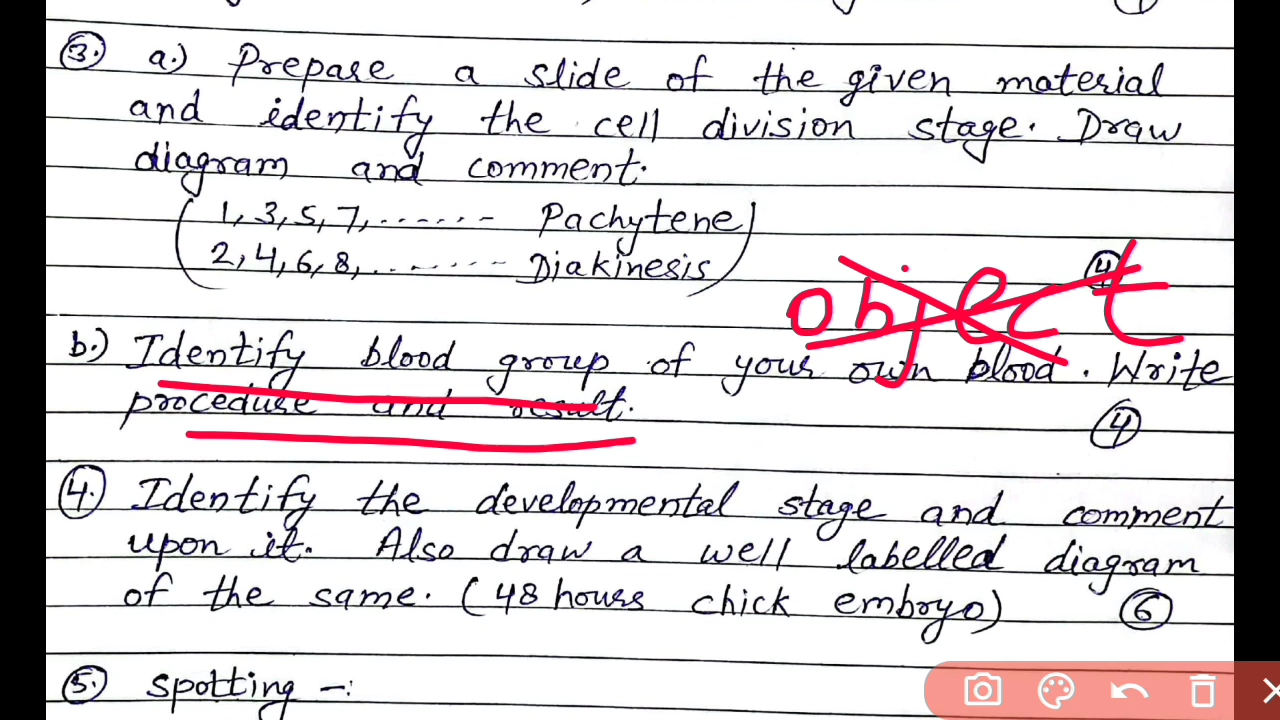 3. a.) Prepare a slide of the given material
and identify the cell division stage. Draw
diagram and comment.
(1, 3, 5, 7, ....... Pachytene
2, 4, 6, 8, ........ Diakinesis)
4
object
b.) Identify blood group of your own blood. Write
procedure and result.
4
4. Identify the developmental stage and comment
upon it. Also draw a well labelled diagram
of the same. (48 hours chick embryo) 6
5. spotting -: